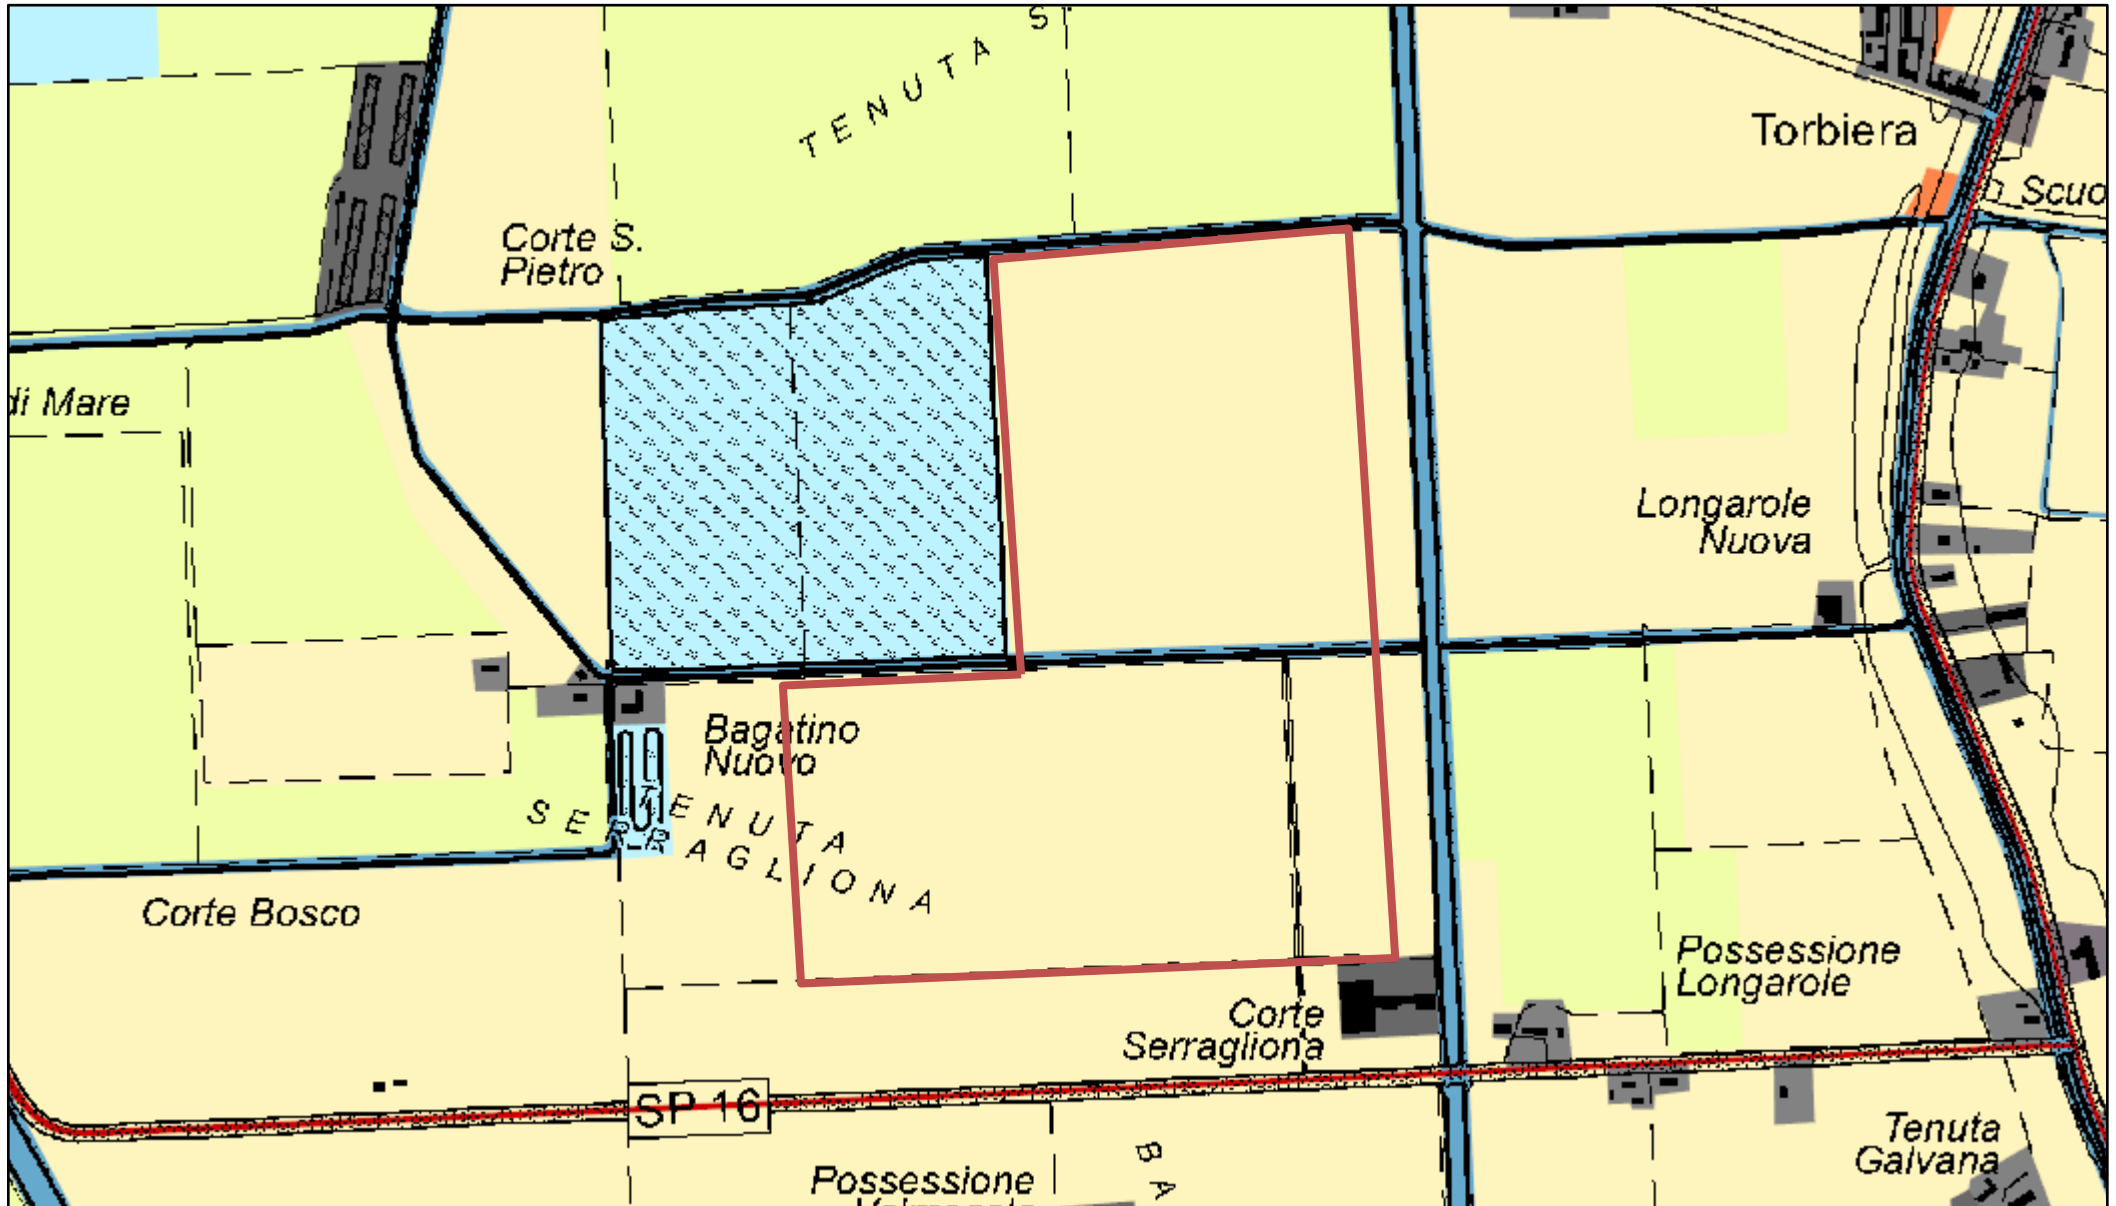 TENUTA S
Torbiera
Scuo
Corte S.
Pietro
di Mare
Longarole
Nuova
Bagatino
Nuovo
TENUTA
SERRAGLIONA
Corte Bosco
Possessione
Longarole
Corte
Serragliona
SP 16
Tenuta
Galvana
BA
Possessione